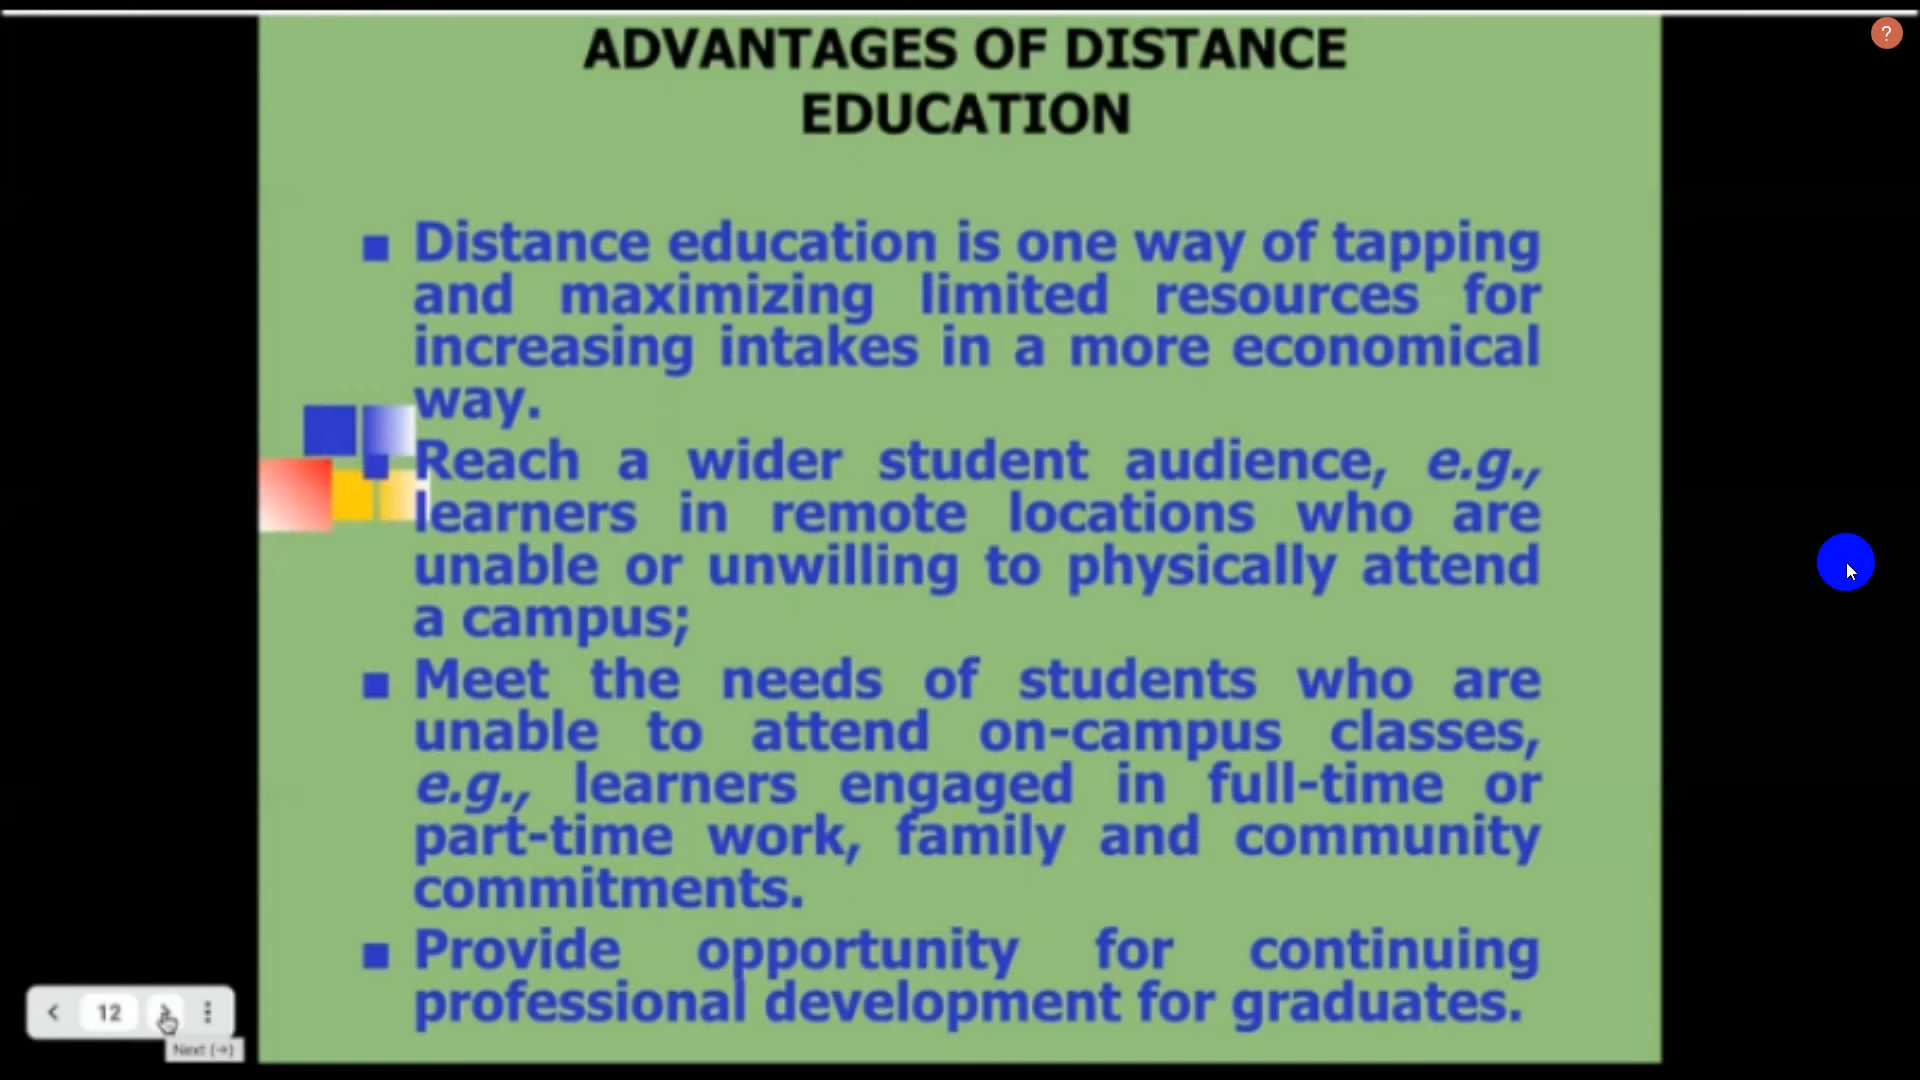 ADVANTAGES OF DISTANCE
EDUCATION
Distance education is one way of tapping
and maximizing limited resources for
increasing intakes in a more economical
way.
Reach a wider student audience, e.g.,
learners in remote locations who are
unable or unwilling to physically attend
a campus;
Meet the needs of students who are
unable to attend on-campus classes,
e.g., learners engaged in full-time or
part-time work, family and community
commitments.
Provide opportunity for continuing
professional development for graduates.
12
Next (→)
?